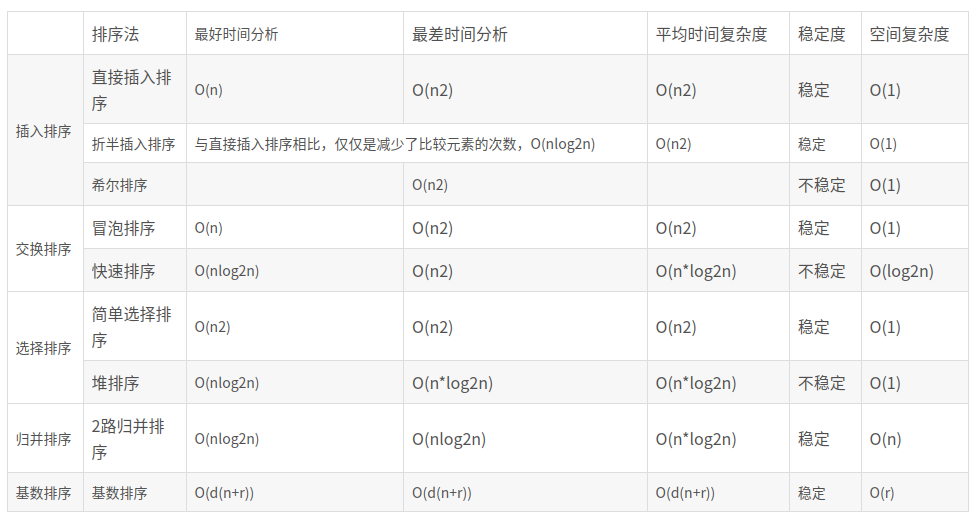 排序法 最好时间分析 最差时间分析 平均时间复杂度 稳定度 空间复杂度
插入排序
直接插入排
序
O(n) O(n2) O(n2) 稳定 O(1)
折半插入排序 与直接插入排序相比，仅仅是减少了比较元素的次数，O(nlog2n) O(n2) 稳定 O(1)
希尔排序 O(n2) 不稳定 O(1)
交换排序
冒泡排序 O(n) O(n2) O(n2) 稳定 O(1)
快速排序 O(nlog2n) O(n2) O(n*log2n) 不稳定 O(log2n)
选择排序
简单选择排
序
O(n2) O(n2) O(n2) 稳定 O(1)
堆排序 O(nlog2n) O(n*log2n) O(n*log2n) 不稳定 O(1)
归并排序
2路归并排
序
O(nlog2n) O(nlog2n) O(n*log2n) 稳定 O(n)
基数排序 基数排序 O(d(n+r)) O(d(n+r)) O(d(n+r)) 稳定 O(r)